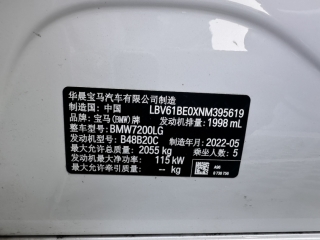 华晨宝马汽车有限公司制造
制造国：中国 LBV61BE0XNM395619
品牌：宝马(BMW)牌 发动机排量：1998 mL
整车型号：BMW7200LG
发动机型号：B48B20C 制造年月：2022-05
最大允许总质量：2055 kg 乘坐人数：5
发动机最大净功率：115 kW
最大允许牵引质量：-- kg